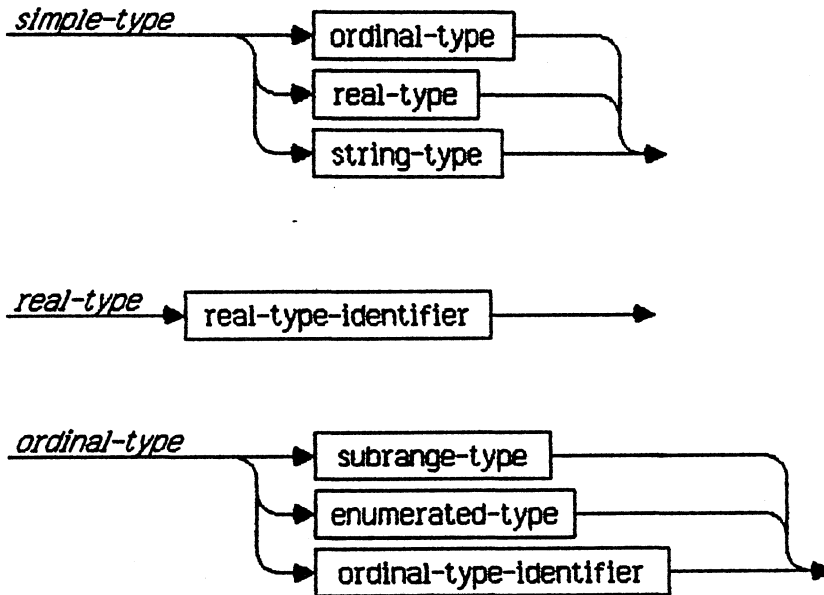 simple-type
ordinal-type
real-type
string-type
real-type
real-type-identifier
ordinal-type
subrange-type
enumerated-type
ordinal-type-identifier